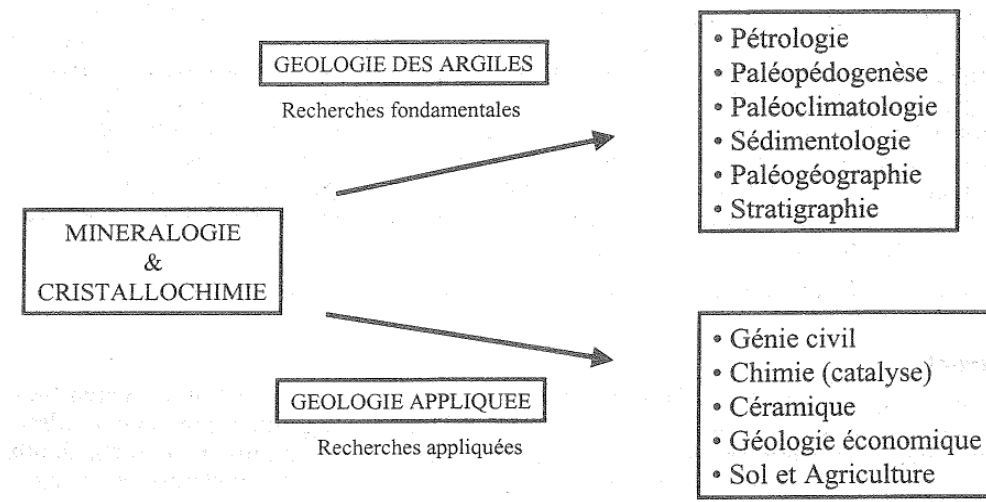 GEOLOGIE DES ARGILES
Recherches fondamentales
• Pétrologie
• Paléopédogenèse
• Paléoclimatologie
• Sédimentologie
• Paléogéographie
• Stratigraphie
MINERALOGIE
&
CRISTALLOCHIMIE
GEOLOGIE APPLIQUEE
Recherches appliquées
• Génie civil
• Chimie (catalyse)
• Céramique
• Géologie économique
• Sol et Agriculture